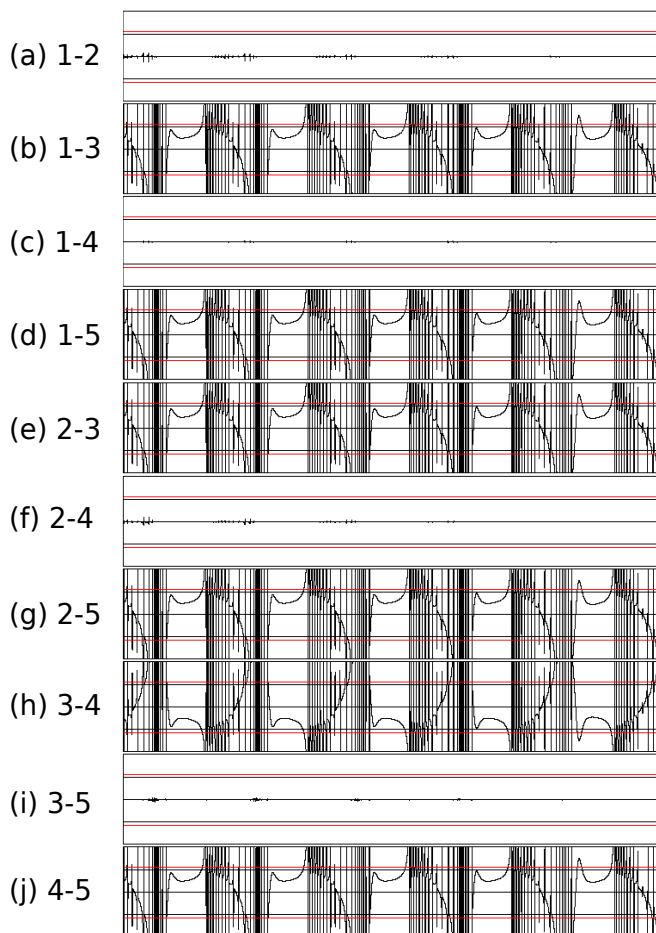 (a) 1-2
(b) 1-3
(c) 1-4
(d) 1-5
(e) 2-3
(f) 2-4
(g) 2-5
(h) 3-4
(i) 3-5
(j) 4-5